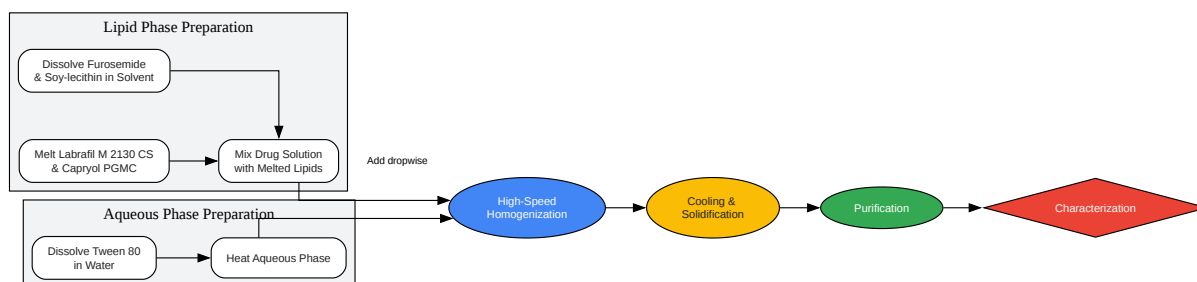 Lipid Phase Preparation
Dissolve Furosemide
& Soy-lecithin in Solvent
Melt Labrafil M 2130 CS
& Capryol PGMC
Mix Drug Solution
with Melted Lipids
Add dropwise
Aqueous Phase Preparation
Dissolve Tween 80
in Water
Heat Aqueous Phase
High-Speed
Homogenization
Cooling &
Solidification
Purification
Characterization